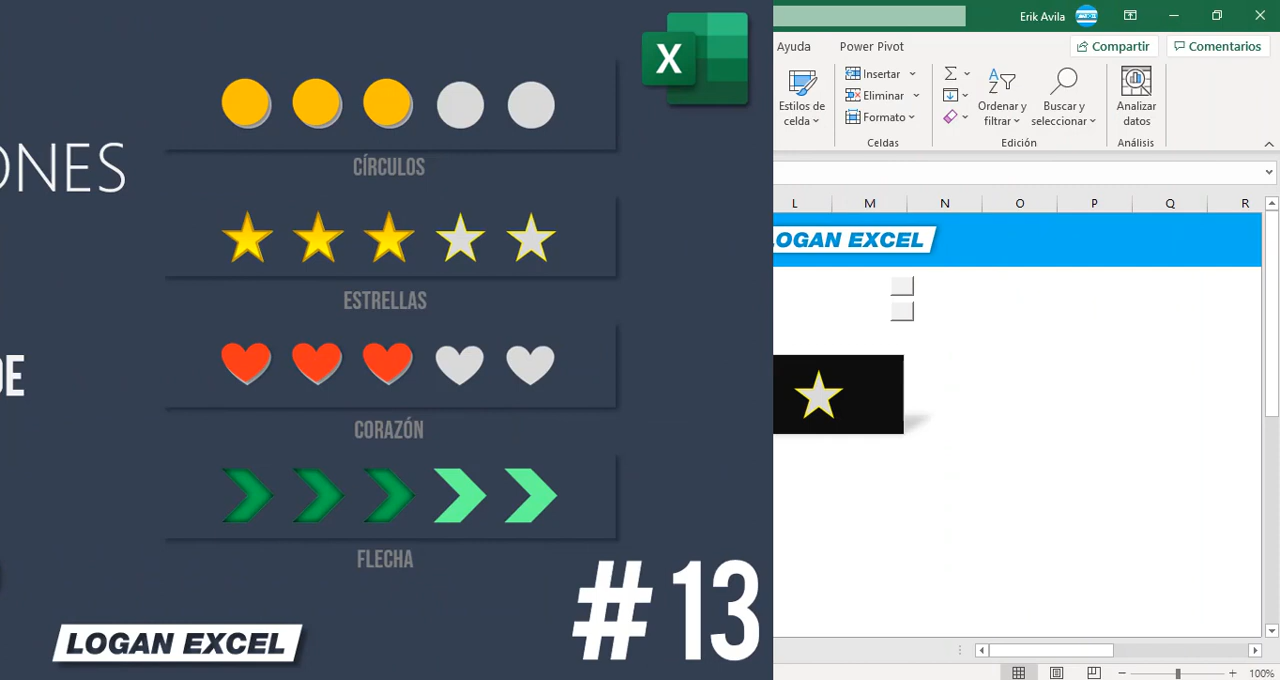 ONES
CÍRCULOS
ESTRELLAS
DE
CORAZÓN
FLECHA
#13
LOGAN EXCEL
X
Erik Avila
Ayuda
Power Pivot
Compartir
Comentarios
Estilos de
celda
Insertar
Eliminar
Formato
Celdas
Ordenar y
filtrar
Buscar y
seleccionar
Edición
Analizar
datos
Análisis
L M N O P Q R
OGAN EXCEL
100%